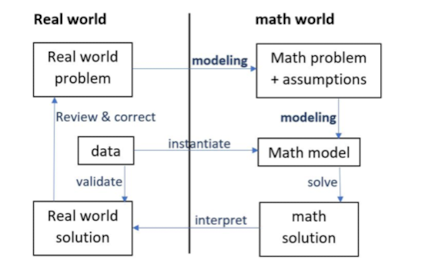 Real world
math world
Real world
problem
modeling
Math problem
+ assumptions
Review & correct
modeling
data
instantiate
Math model
validate
solve
Real world
solution
interpret
math
solution